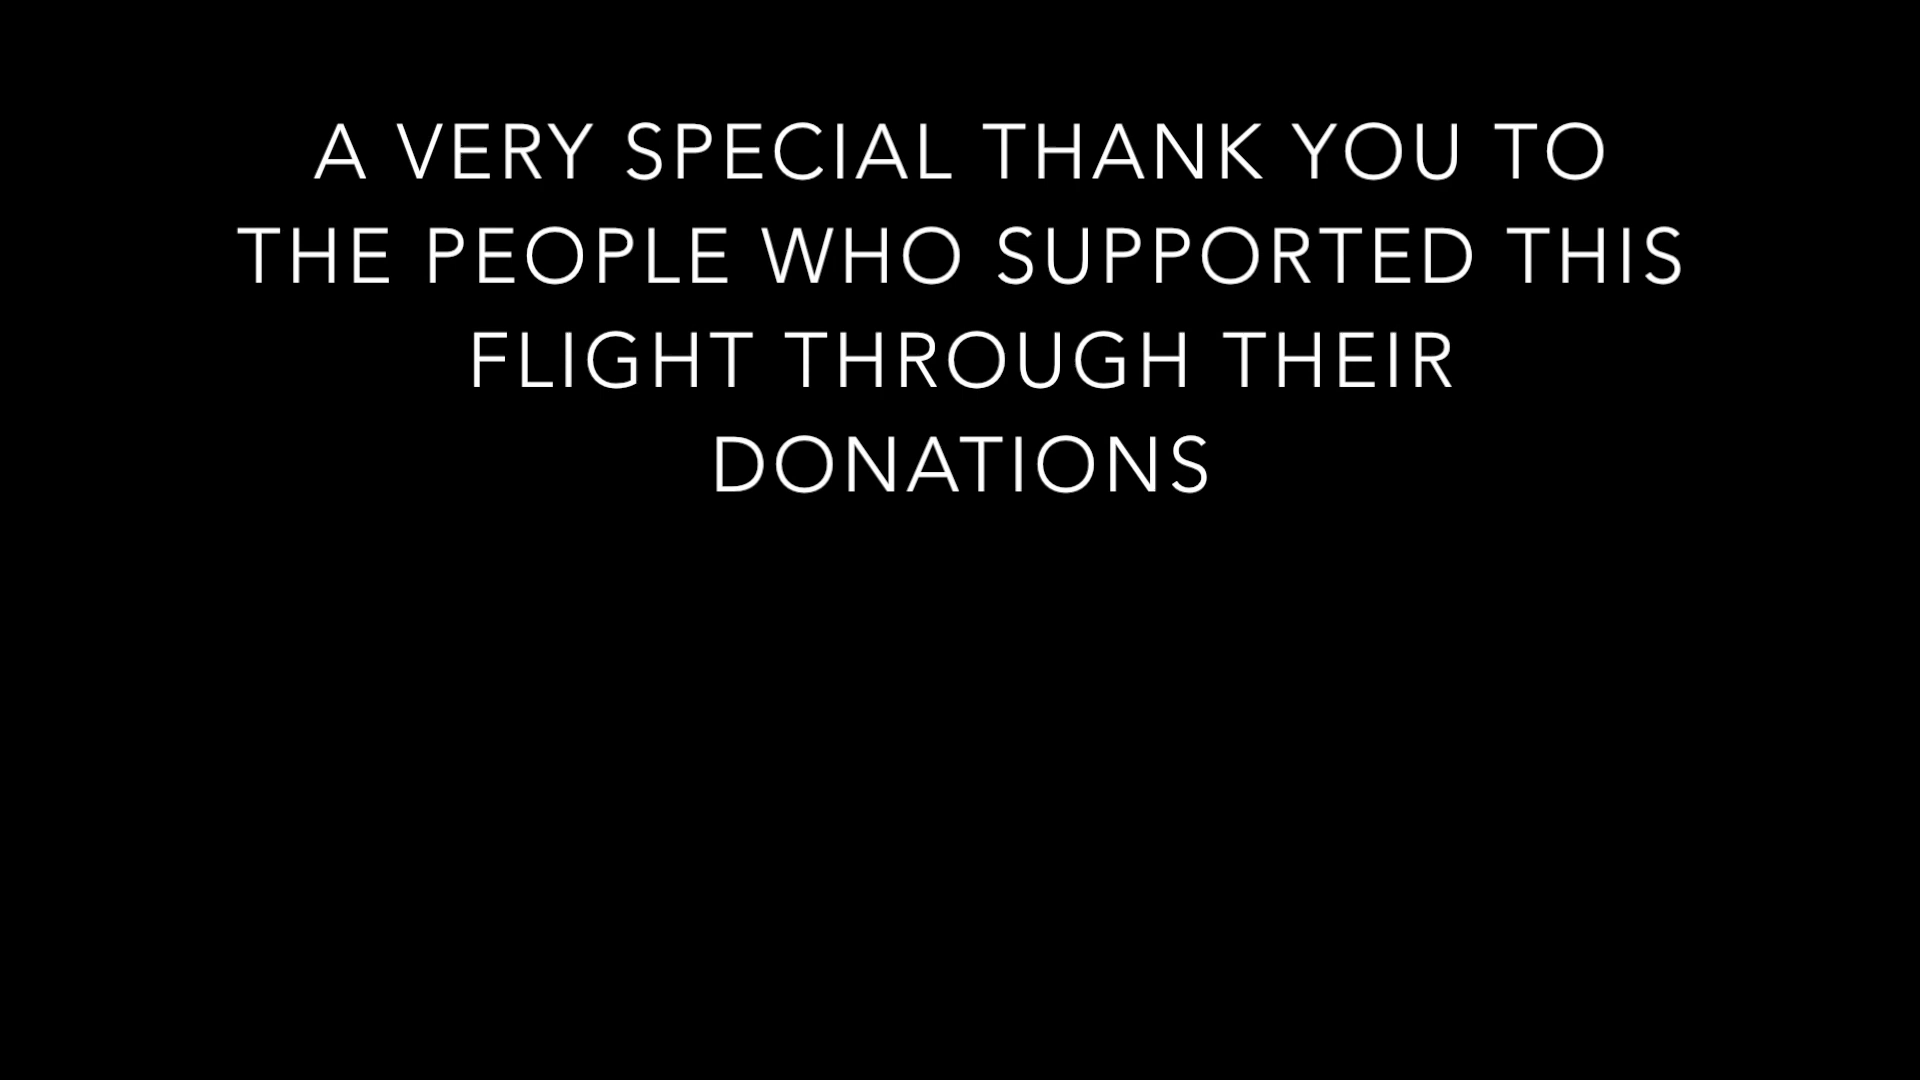 A VERY SPECIAL THANK YOU TO
THE PEOPLE WHO SUPPORTED THIS
FLIGHT THROUGH THEIR
DONATIONS